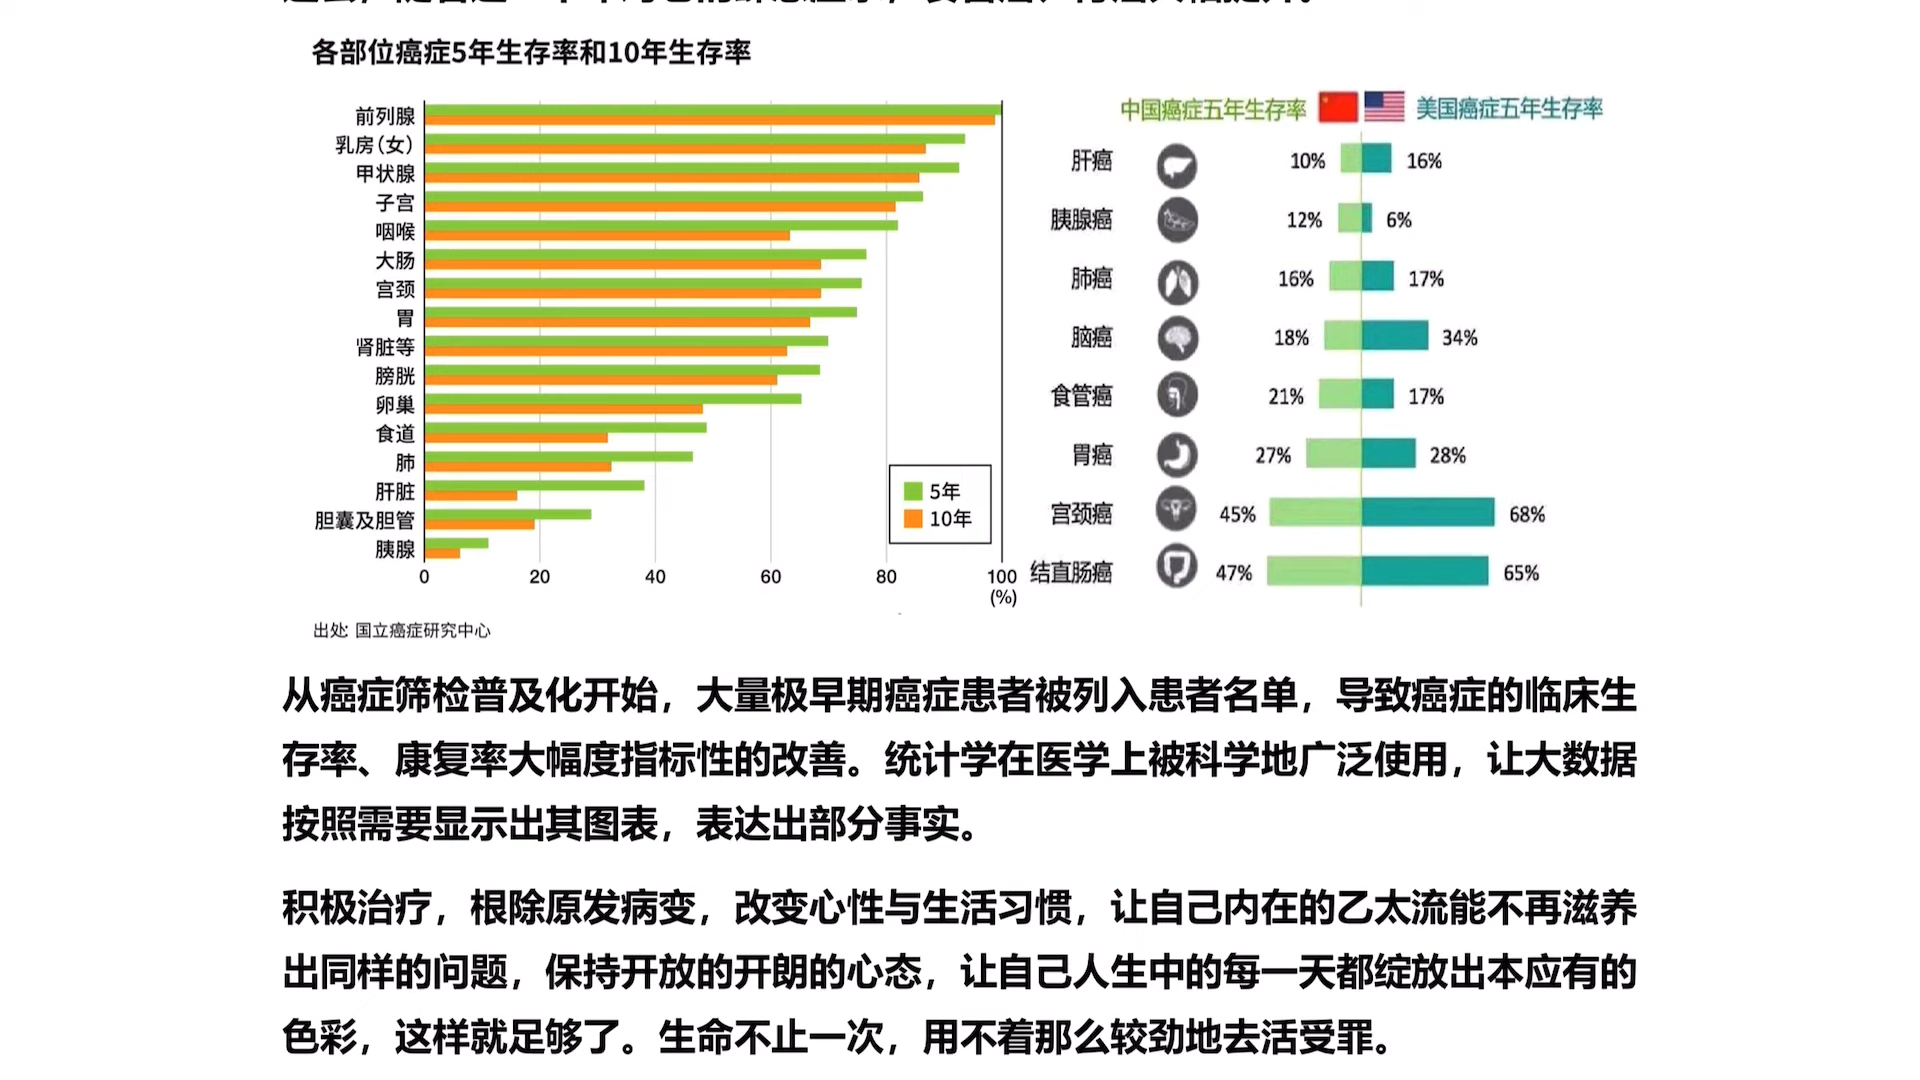 各部位癌症5年生存率和10年生存率
前列腺
乳房(女)
甲状腺
子宫
咽喉
大肠
宫颈
胃
肾脏等
膀胱
卵巢
食道
肺
肝脏
胆囊及胆管
胰腺
5年
10年
0 20 40 60 80 100
(%)
出处: 国立癌症研究中心
中国癌症五年生存率 美国癌症五年生存率
肝癌 10% 16%
胰腺癌 12% 6%
肺癌 16% 17%
脑癌 18% 34%
食管癌 21% 17%
胃癌 27% 28%
宫颈癌 45% 68%
结直肠癌 47% 65%
从癌症筛检普及化开始，大量极早期癌症患者被列入患者名单，导致癌症的临床生
存率、康复率大幅度指标性的改善。统计学在医学上被科学地广泛使用，让大数据
按照需要显示出其图表，表达出部分事实。
积极治疗，根除原发病变，改变心性与生活习惯，让自己内在的乙太流能不再滋养
出同样的问题，保持开放的开朗的心态，让自己人生中的每一天都绽放出本应有的
色彩，这样就足够了。生命不止一次，用不着那么较劲地去活受罪。